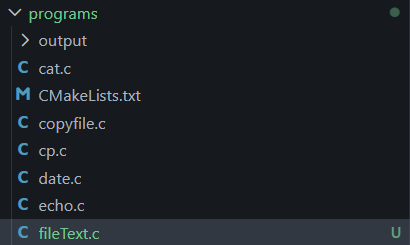 programs
output
cat.c
CMakeLists.txt
copyfile.c
cp.c
date.c
echo.c
fileText.c U